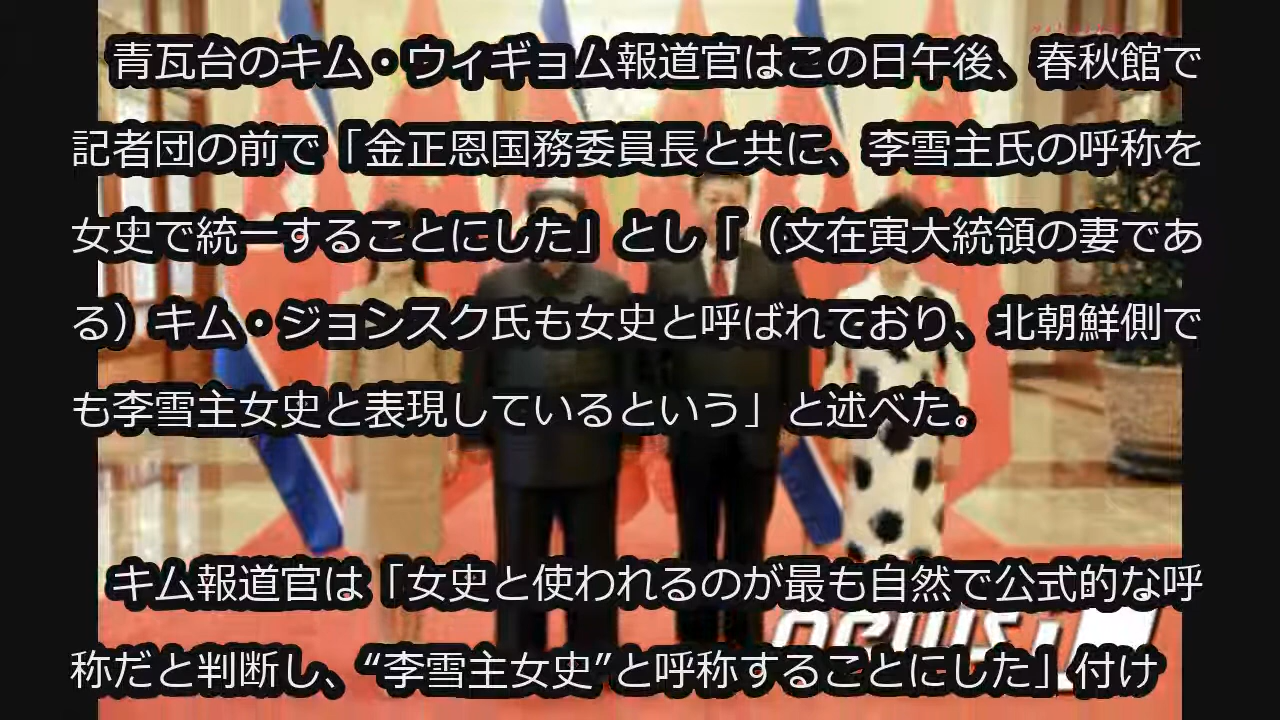 青瓦台のキム・ウィギョム報道官はこの日午後、春秋館で
記者団の前で「金正恩国務委員長と共に、李雪主氏の呼称を
女史で統一することにした」とし「（文在寅大統領の妻であ
る）キム・ジョンスク氏も女史と呼ばれており、北朝鮮側で
も李雪主女史と表現しているという」と述べた。
キム報道官は「女史と使われるのが最も自然で公式的な呼
称だと判断し、“李雪主女史”と呼称することにした」付け
news1